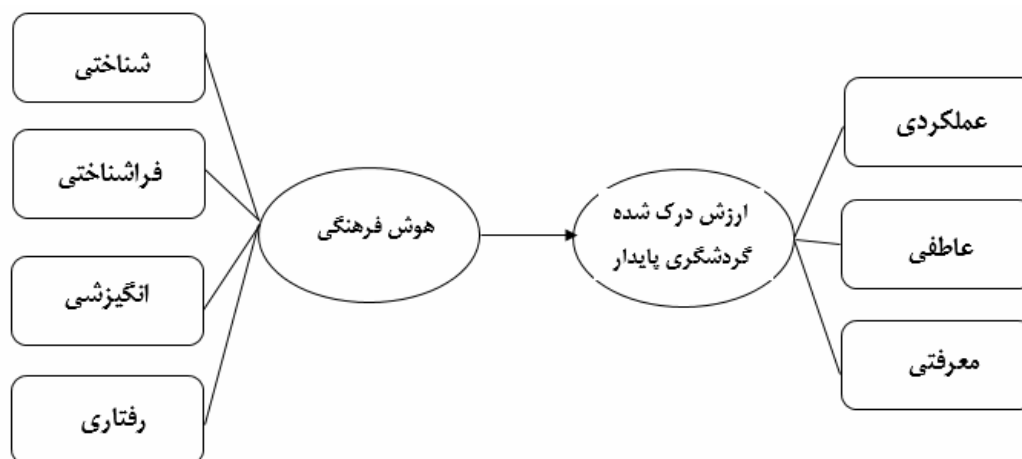 شناختی
فراشناختی
انگیزشی
رفتاری
هوش فرهنگی
ارزش درک شده
گردشگری پایدار
عملکردی
عاطفی
معرفتی